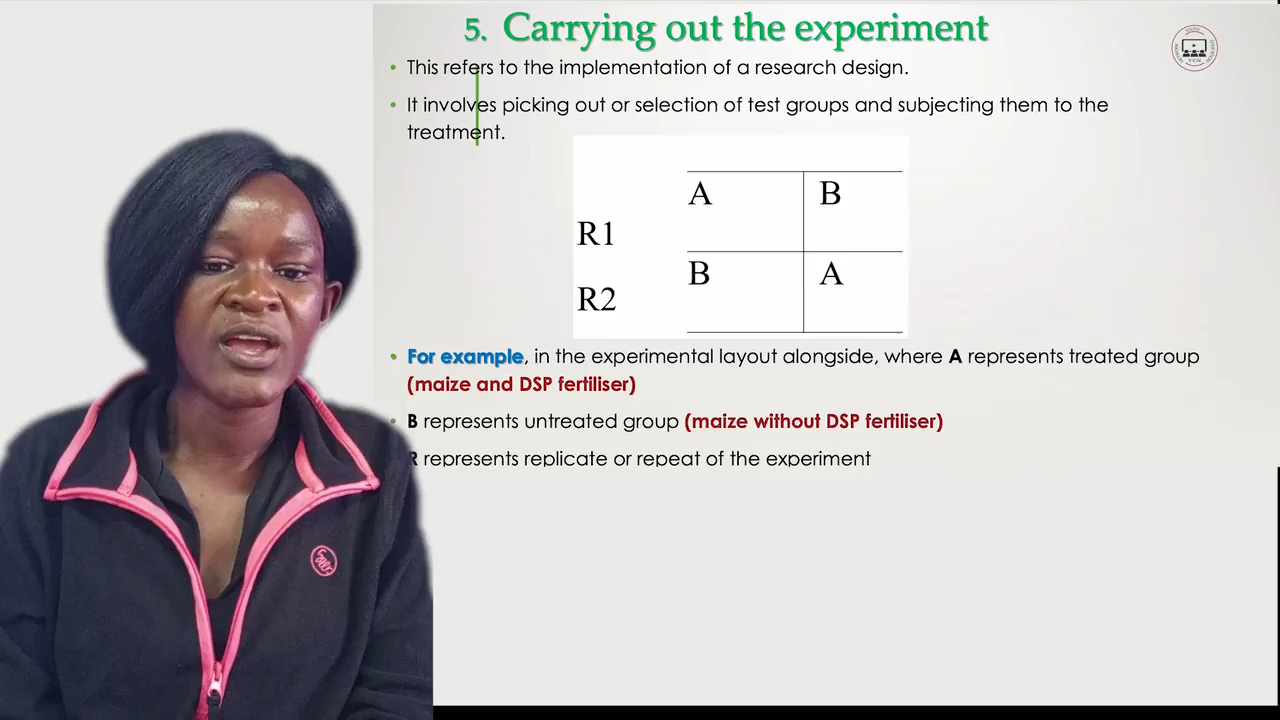 5. Carrying out the experiment
• This refers to the implementation of a research design.
• It involves picking out or selection of test groups and subjecting them to the
treatment.
A B
R1
B A
R2
• For example, in the experimental layout alongside, where A represents treated group
(maize and DSP fertiliser)
• B represents untreated group (maize without DSP fertiliser)
R represents replicate or repeat of the experiment